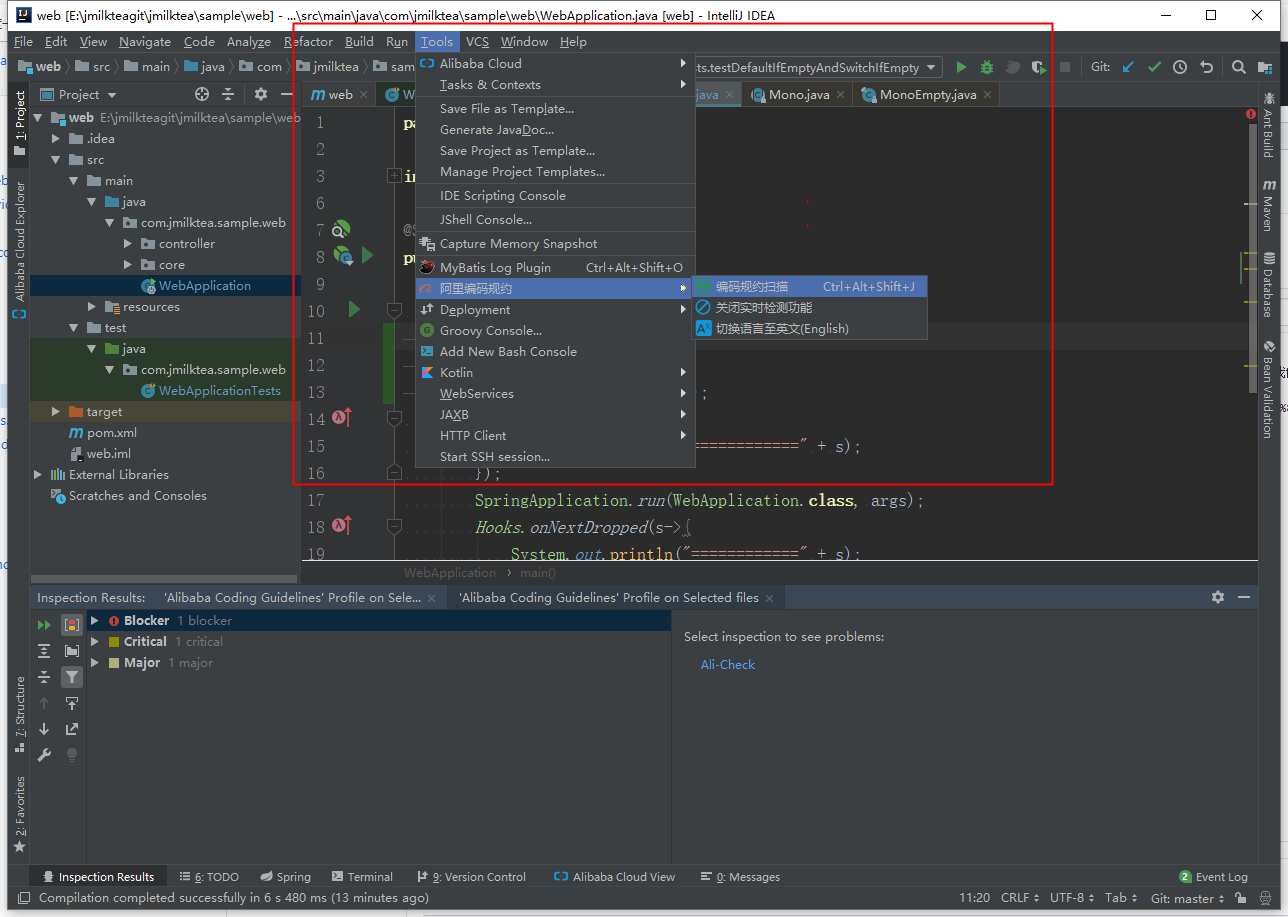 web [E:\jmilkteagit\jmilktea\sample\web] - ...\src\main\java\com\jmilktea\sample\web\WebApplication.java [web] - IntelliJ IDEA
File Edit View Navigate Code Analyze Refactor Build Run Tools VCS Window Help
web src main java com jmilktea sam ts.testDefaultIfEmptyAndSwitchIfEmpty Git:
Project
web W java Mono.java MonoEmpty.java
Alibaba Cloud
Tasks & Contexts
Save File as Template...
Generate JavaDoc...
Save Project as Template...
Manage Project Templates...
IDE Scripting Console
JShell Console...
Capture Memory Snapshot
MyBatis Log Plugin Ctrl+Alt+Shift+O
阿里编码规约
Deployment
Groovy Console...
Add New Bash Console
Kotlin
WebServices
JAXB
HTTP Client
Start SSH session...
编码规约扫描 Ctrl+Alt+Shift+J
关闭实时检测功能
切换语言至英文(English)
1: Project
Alibaba Cloud Explorer
7: Structure
2: Favorites
web E:\jmilkteagit\jmilktea\sample\web
.idea
src
main
java
com.jmilktea.sample.web
controller
core
WebApplication
resources
test
java
com.jmilktea.sample.web
WebApplicationTests
target
pom.xml
web.iml
External Libraries
Scratches and Consoles
1 pa
2
3 in
6
7 @S
8 pu
9
10
11
12
13 ;
14
15 ============" + s);
16 });
17 SpringApplication.run(WebApplication.class, args);
18 Hooks.onNextDropped(s->{
19 System.out.println("============" + s);
WebApplication › main()
Ant Build
Maven
Database
Bean Validation
Inspection Results: 'Alibaba Coding Guidelines' Profile on Sele... 'Alibaba Coding Guidelines' Profile on Selected files
Blocker 1 blocker
Critical 1 critical
Major 1 major
Select inspection to see problems:
Ali-Check
Inspection Results 6: TODO Spring Terminal 9: Version Control Alibaba Cloud View 0: Messages 2 Event Log
Compilation completed successfully in 6 s 480 ms (13 minutes ago) 11:20 CRLF UTF-8 Tab Git: master